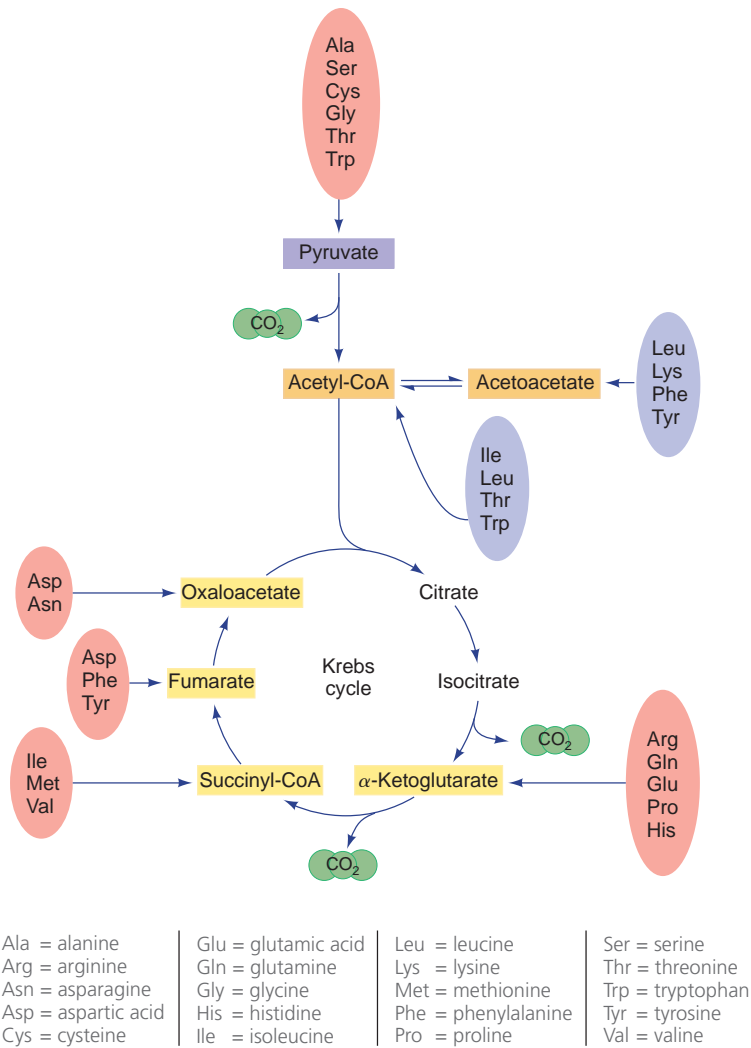 Ala
Ser
Cys
Gly
Thr
Trp
Pyruvate
CO2
Acetyl-CoA
Acetoacetate
Leu
Lys
Phe
Tyr
Ile
Leu
Thr
Trp
Asp
Asn
Oxaloacetate
Citrate
Asp
Phe
Tyr
Fumarate
Krebs
cycle
Isocitrate
CO2
Ile
Met
Val
Succinyl-CoA
α-Ketoglutarate
Arg
Gln
Glu
Pro
His
CO2
Ala = alanine
Arg = arginine
Asn = asparagine
Asp = aspartic acid
Cys = cysteine
Glu = glutamic acid
Gln = glutamine
Gly = glycine
His = histidine
Ile = isoleucine
Leu = leucine
Lys = lysine
Met = methionine
Phe = phenylalanine
Pro = proline
Ser = serine
Thr = threonine
Trp = tryptophan
Tyr = tyrosine
Val = valine